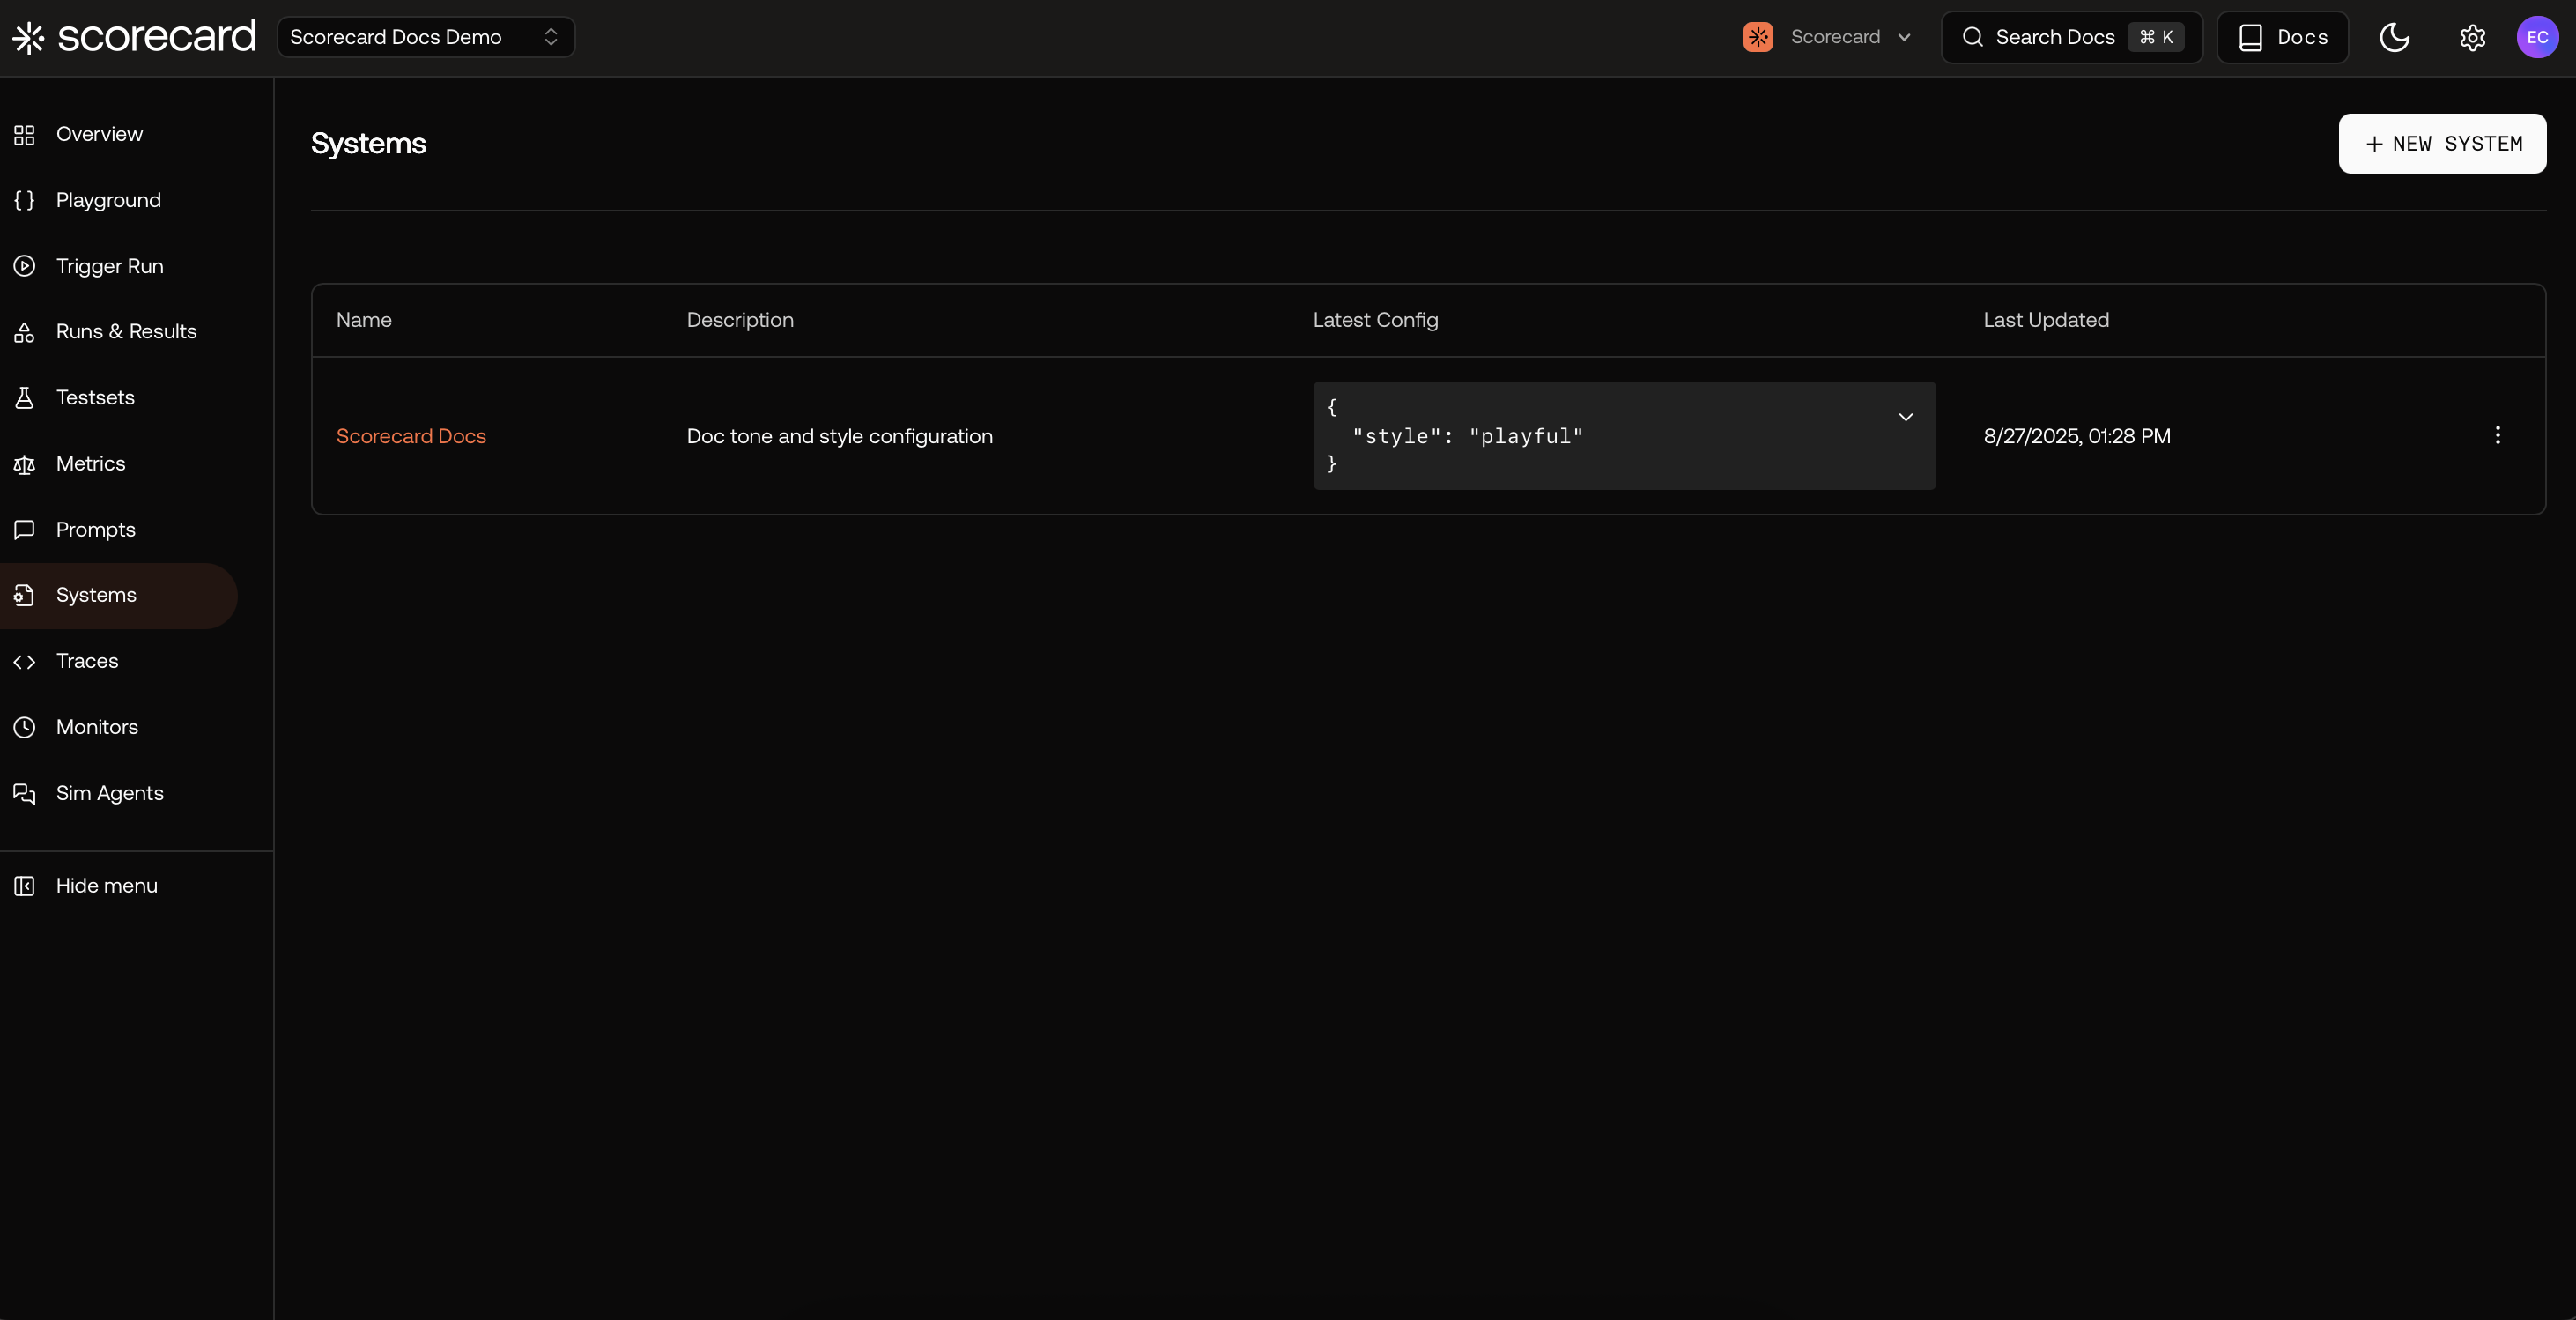 scorecard
Scorecard Docs Demo
Scorecard
Search Docs ⌘ K
Docs
EC
Overview
Playground
Trigger Run
Runs & Results
Testsets
Metrics
Prompts
Systems
Traces
Monitors
Sim Agents
Hide menu
Systems
+ NEW SYSTEM
Name Description Latest Config Last Updated
Scorecard Docs
Doc tone and style configuration
{
"style": "playful"
}
8/27/2025, 01:28 PM